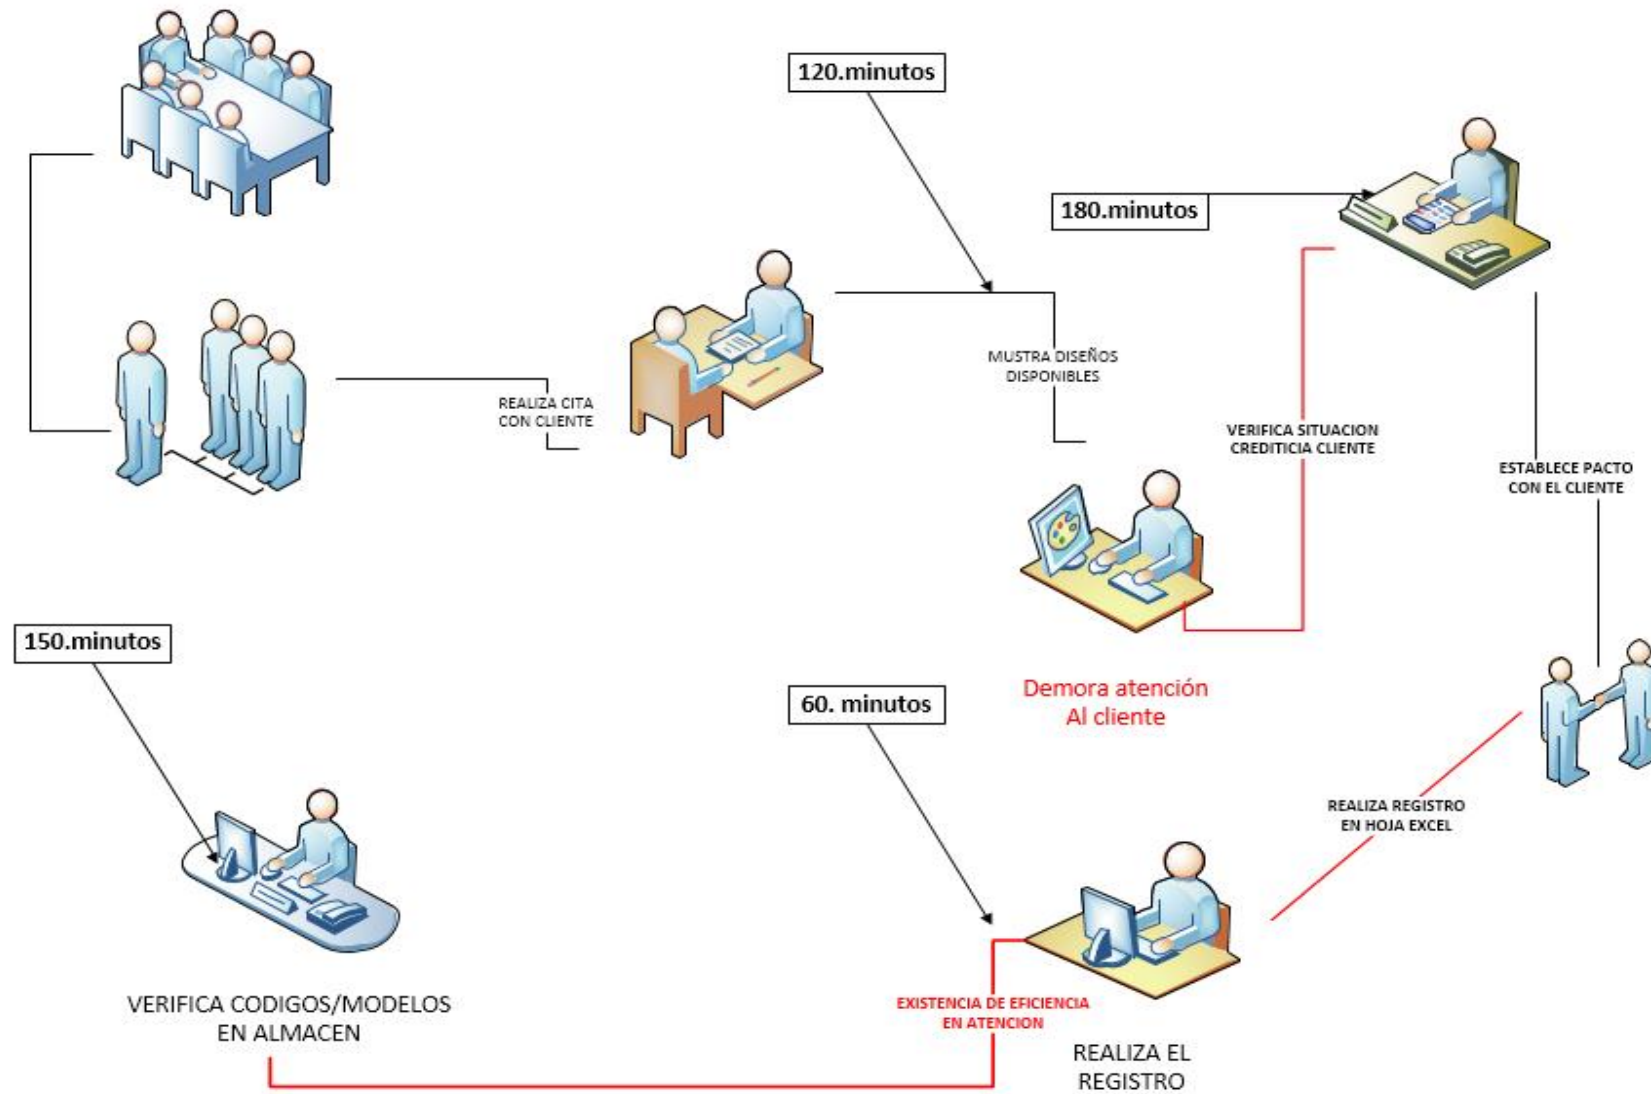 120.minutos
180.minutos
MUSTRA DISEÑOS
DISPONIBLES
REALIZA CITA
CON CLIENTE
VERIFICA SITUACION
CREDITICIA CLIENTE
ESTABLECE PACTO
CON EL CLIENTE
150.minutos
Demora atención
Al cliente
60. minutos
REALIZA REGISTRO
EN HOJA EXCEL
VERIFICA CODIGOS/MODELOS
EN ALMACEN
EXISTENCIA DE EFICIENCIA
EN ATENCION
REALIZA EL
REGISTRO